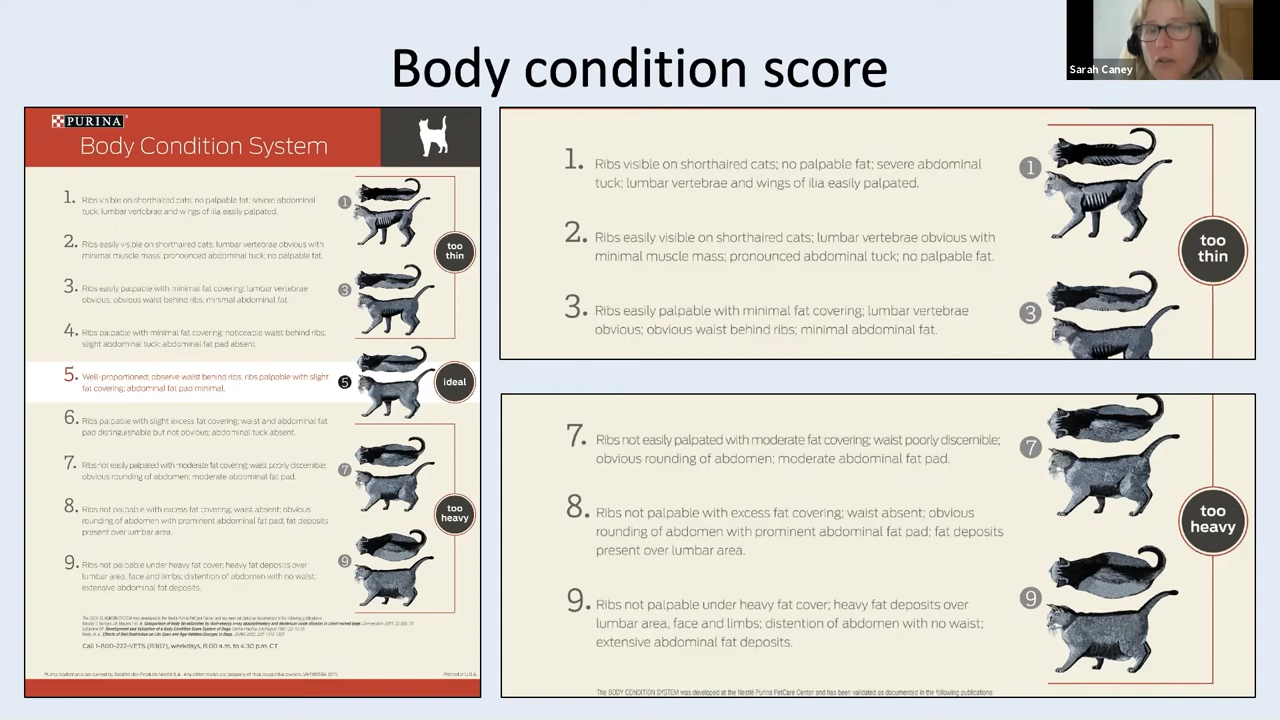 Body condition score
Sarah Caney
PURINA
Body Condition System
1. Ribs visible on shorthaired cats; no palpable fat; severe abdominal
tuck; lumbar vertebrae and wings of ilia easily palpated.
2. Ribs easily visible on shorthaired cats; lumbar vertebrae obvious with
minimal muscle mass; pronounced abdominal tuck; no palpable fat.
3. Ribs easily palpable with minimal fat covering; lumbar vertebrae
obvious; obvious waist behind ribs; minimal abdominal fat.
4. Ribs palpable with minimal fat covering; noticeable waist behind ribs;
slight abdominal tuck; abdominal fat pad absent.
5. Well-proportioned; observe waist behind ribs; ribs palpable with slight
fat covering; abdominal fat pad minimal.
6. Ribs palpable with slight excess fat covering; waist and abdominal fat
pad distinguishable but not obvious; abdominal tuck absent.
7. Ribs not easily palpated with moderate fat covering; waist poorly discernible;
obvious rounding of abdomen; moderate abdominal fat pad.
8. Ribs not palpable with excess fat covering; waist absent; obvious
rounding of abdomen with prominent abdominal fat pad; fat deposits
present over lumbar area.
9. Ribs not palpable under heavy fat cover; heavy fat deposits over
lumbar area, face and limbs; distention of abdomen with no waist;
extensive abdominal fat deposits.
1
3
5
7
9
too
thin
ideal
too
heavy
Call 1-800-222-VETS (8387), weekdays, 8:00 a.m. to 4:30 p.m. CT
Printed in U.S.A.
1. Ribs visible on shorthaired cats; no palpable fat; severe abdominal
tuck; lumbar vertebrae and wings of ilia easily palpated.
2. Ribs easily visible on shorthaired cats; lumbar vertebrae obvious with
minimal muscle mass; pronounced abdominal tuck; no palpable fat.
3. Ribs easily palpable with minimal fat covering; lumbar vertebrae
obvious; obvious waist behind ribs; minimal abdominal fat.
1
3
too
thin
7. Ribs not easily palpated with moderate fat covering; waist poorly discernible;
obvious rounding of abdomen; moderate abdominal fat pad.
8. Ribs not palpable with excess fat covering; waist absent; obvious
rounding of abdomen with prominent abdominal fat pad; fat deposits
present over lumbar area.
9. Ribs not palpable under heavy fat cover; heavy fat deposits over
lumbar area, face and limbs; distention of abdomen with no waist;
extensive abdominal fat deposits.
7
9
too
heavy
The BODY CONDITION SYSTEM was developed at the Nestlé Purina PetCare Center and has been validated as documented in the following publications: